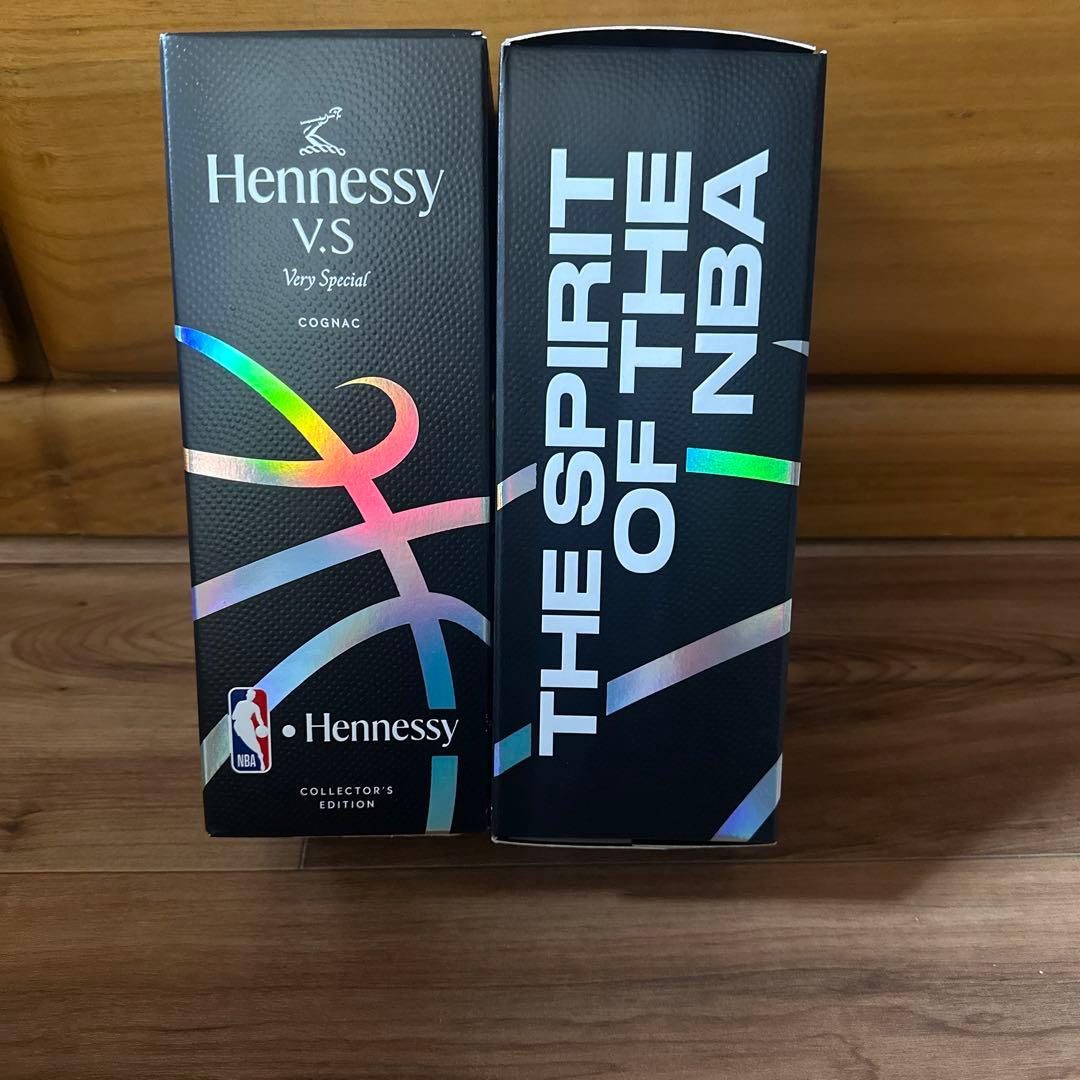 Hennessy
V.S
Very Special
COGNAC
NBA
• Hennessy
COLLECTOR'S
EDITION
THE SPIRIT
OF THE
NBA